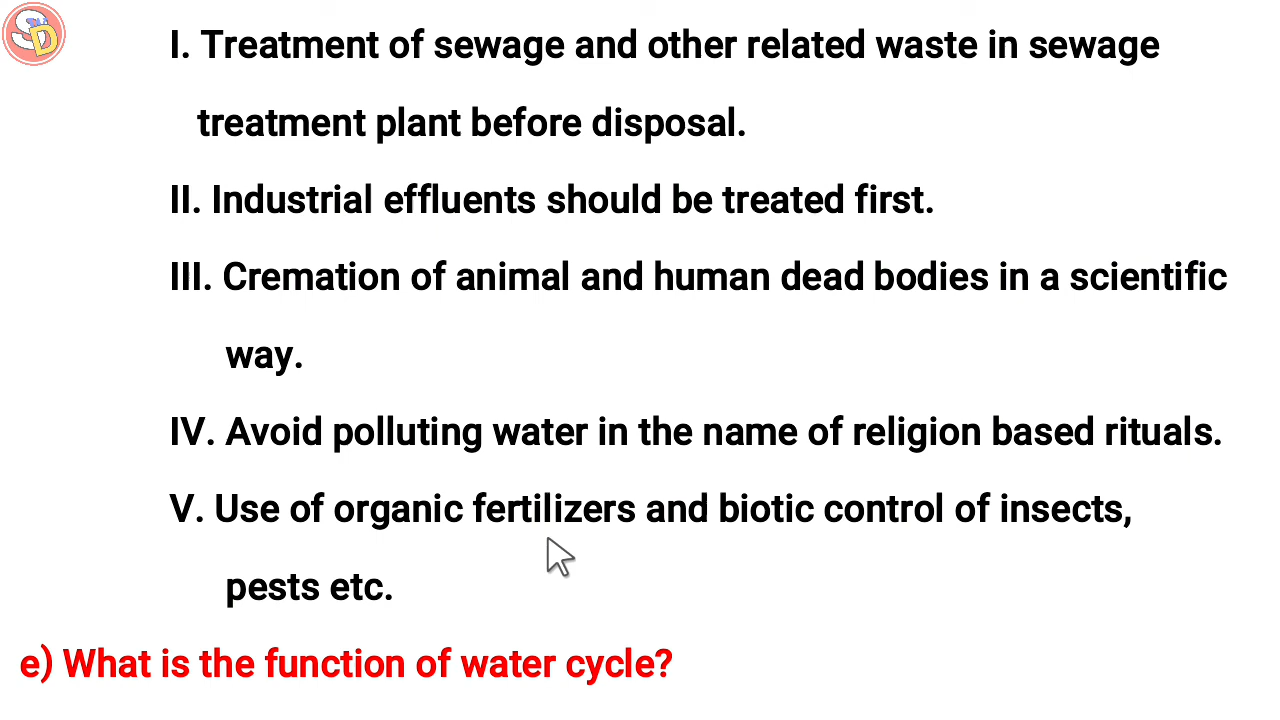 SD
I. Treatment of sewage and other related waste in sewage
treatment plant before disposal.
II. Industrial effluents should be treated first.
III. Cremation of animal and human dead bodies in a scientific
way.
IV. Avoid polluting water in the name of religion based rituals.
V. Use of organic fertilizers and biotic control of insects,
pests etc.
e) What is the function of water cycle?